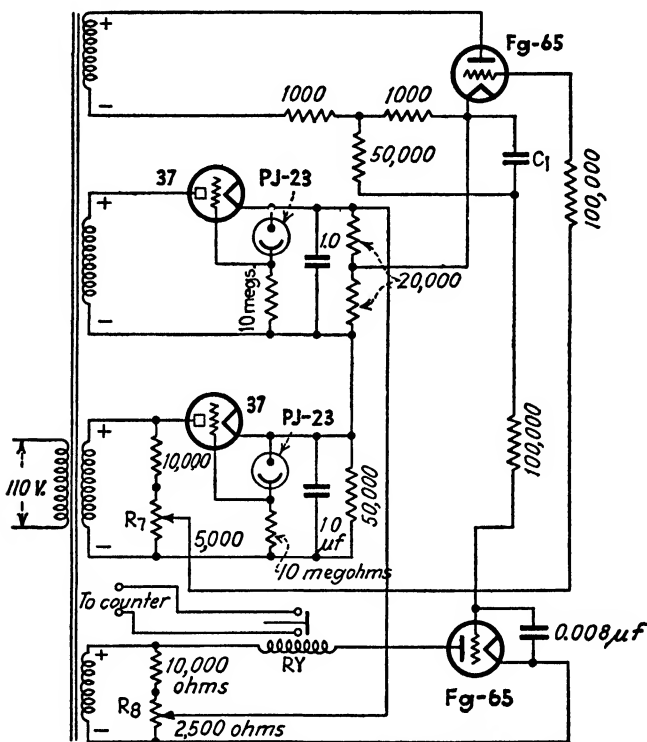 +
Fg-65
−
1000
1000
50,000
C1
100,000
37
PJ-23
+
1.0
20,000
10 megs.
−
37
PJ-23
+
10,000
110 V.
R7
5,000
10 µf
50,000
10 megohms
100,000
−
To counter
+
10,000 ohms
RY
R8
2,500 ohms
−
Fg-65
0.008 µf